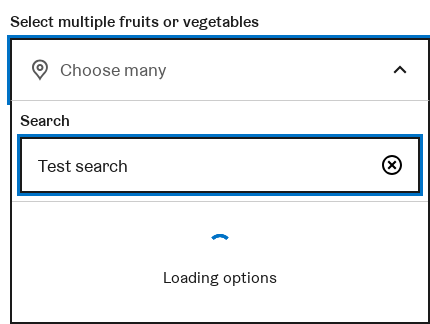 Select multiple fruits or vegetables
Choose many
Search
Test search
Loading options